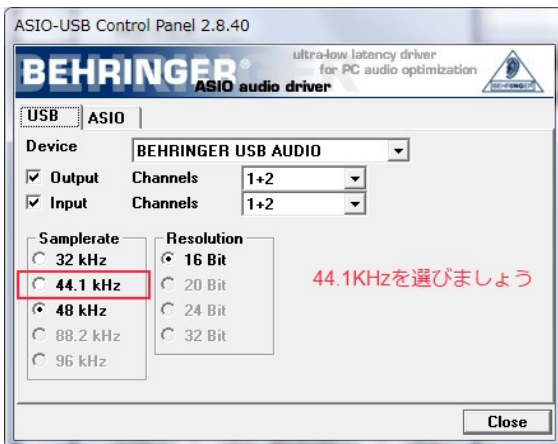 ASIO-USB Control Panel 2.8.40
BEHRINGER®
ultra-low latency driver
for PC audio optimization
ASIO audio driver
BEHRINGER
USB
ASIO
Device
BEHRINGER USB AUDIO
Output Channels 1+2
Input Channels 1+2
Samplerate
32 kHz
44.1 kHz
48 kHz
88.2 kHz
96 kHz
Resolution
16 Bit
20 Bit
24 Bit
32 Bit
44.1KHzを選びましょう
Close